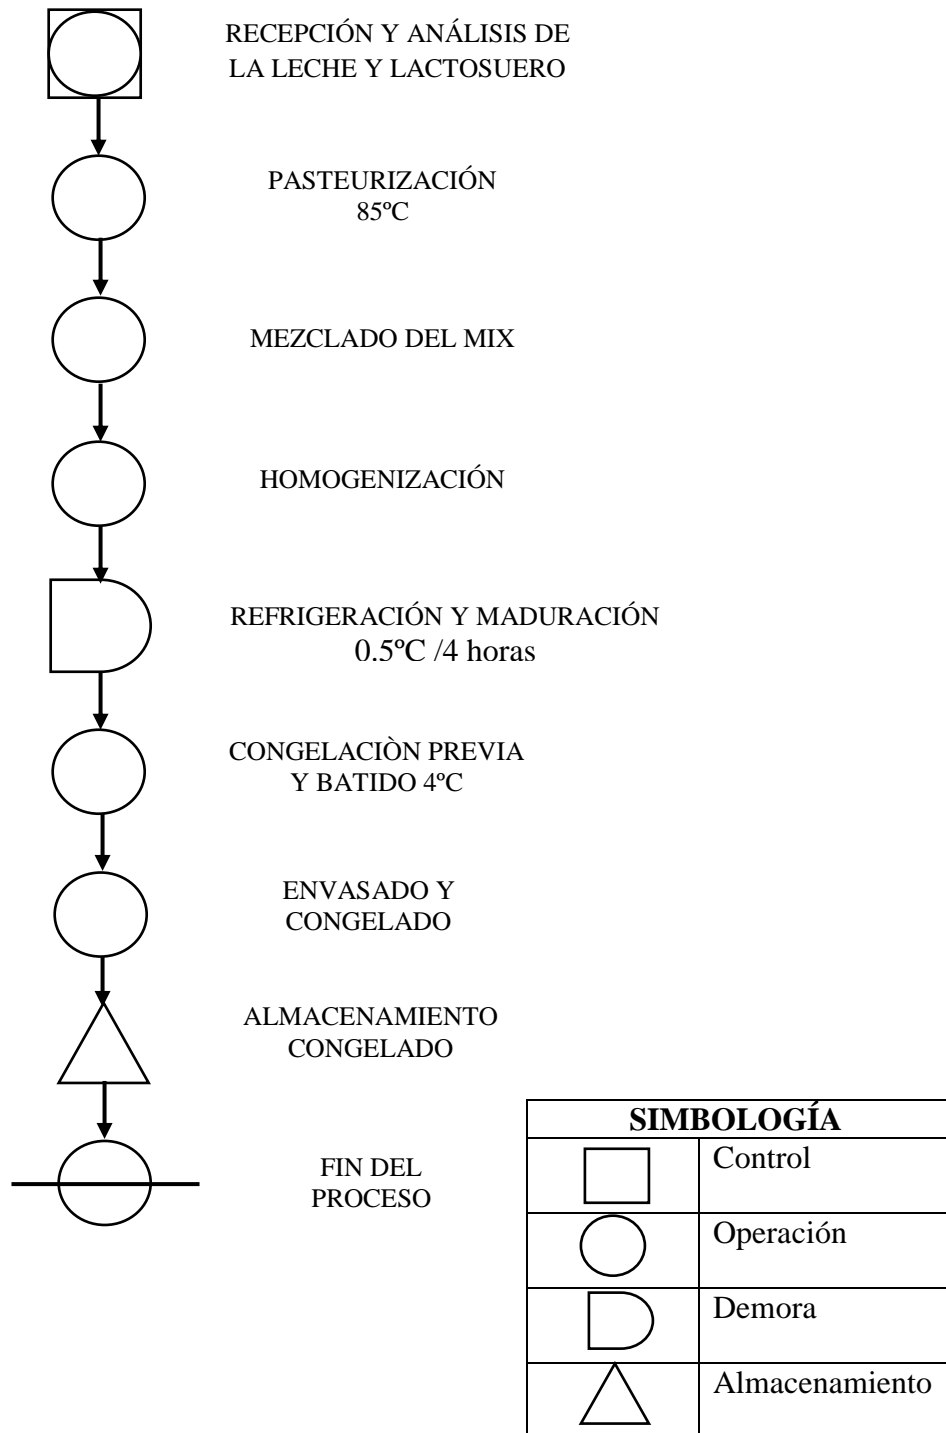 RECEPCIÓN Y ANÁLISIS DE
LA LECHE Y LACTOSUERO
PASTEURIZACIÓN
85ºC
MEZCLADO DEL MIX
HOMOGENIZACIÓN
REFRIGERACIÓN Y MADURACIÓN
0.5ºC /4 horas
CONGELACIÒN PREVIA
Y BATIDO 4ºC
ENVASADO Y
CONGELADO
ALMACENAMIENTO
CONGELADO
FIN DEL
PROCESO
SIMBOLOGÍA
Control
Operación
Demora
Almacenamiento